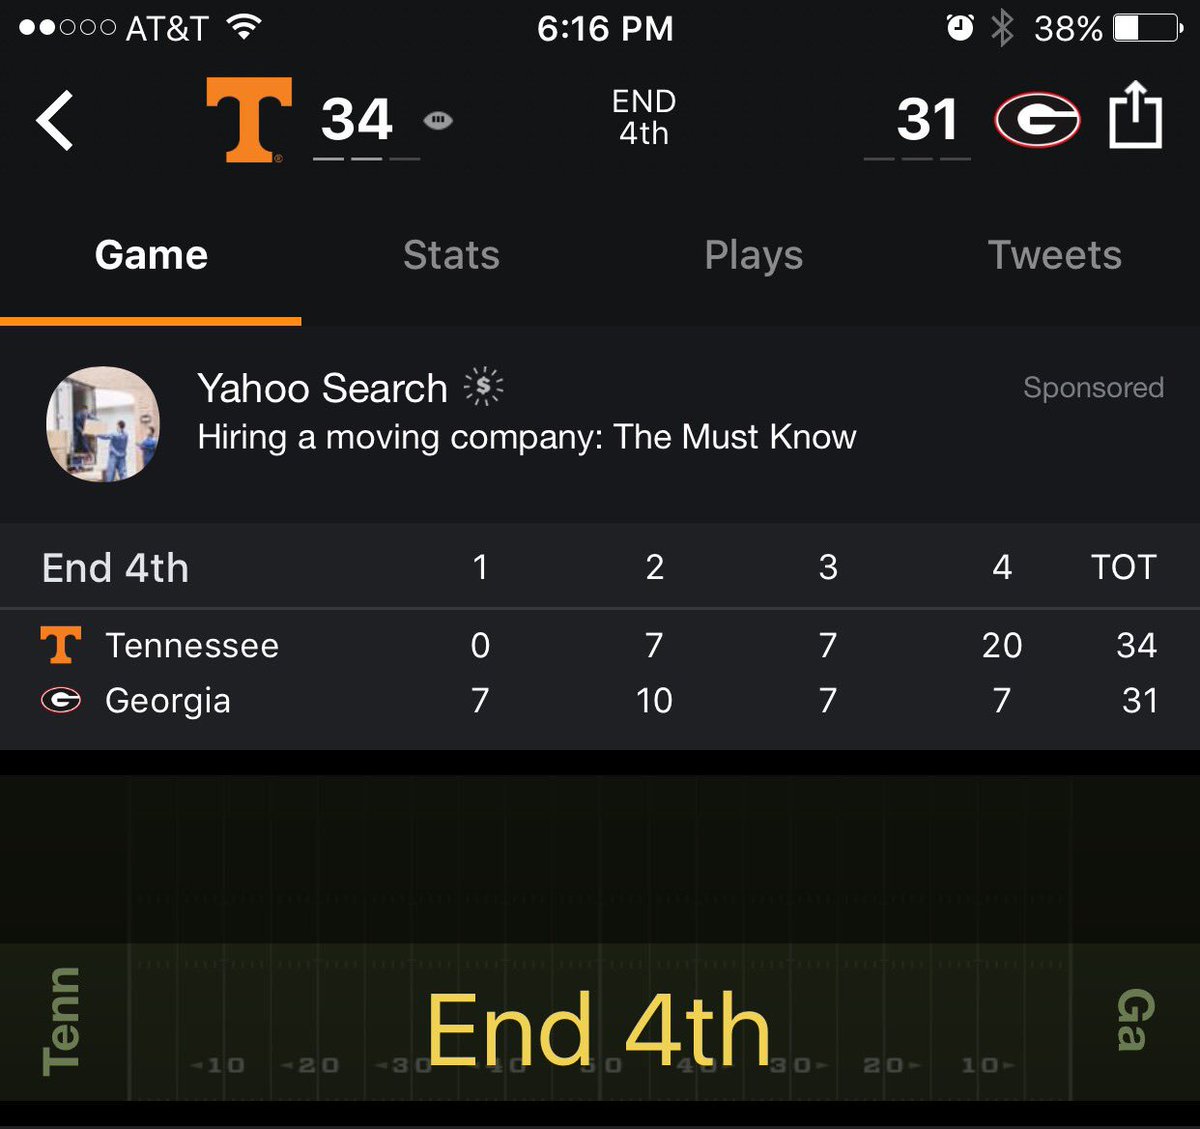 AT&T 6:16 PM 38%
T 34 END 4th 31 G
Game Stats Plays Tweets
Yahoo Search $ Sponsored
Hiring a moving company: The Must Know
End 4th 1 2 3 4 TOT
T Tennessee 0 7 7 20 34
G Georgia 7 10 7 7 31
Tenn
End 4th
10 20 30 40 50 40 30 20 10
Ga